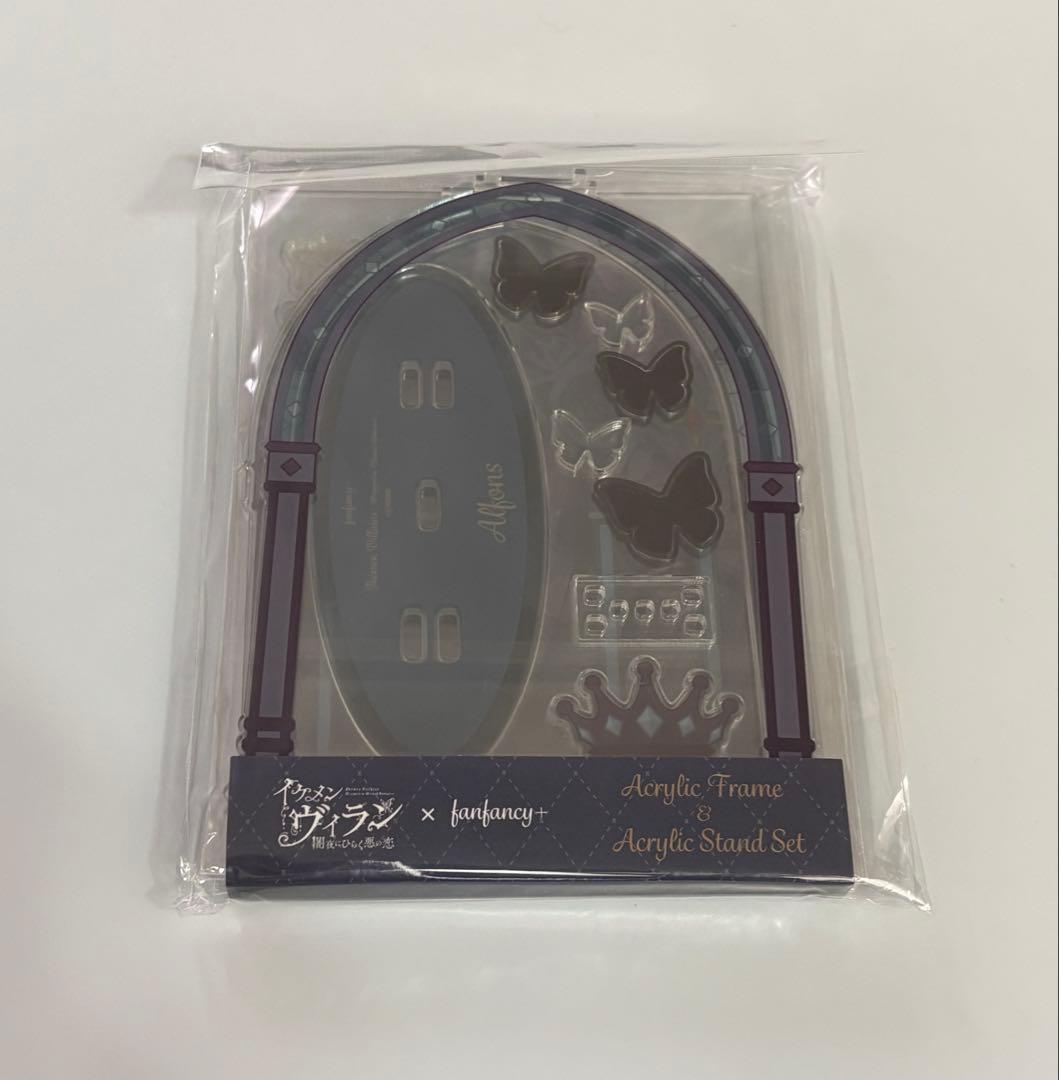 Alfons
fanfancy
イケメン
ヴィラン
闇夜にひらく悪の恋
× fanfancy+
Acrylic Frame
&
Acrylic Stand Set